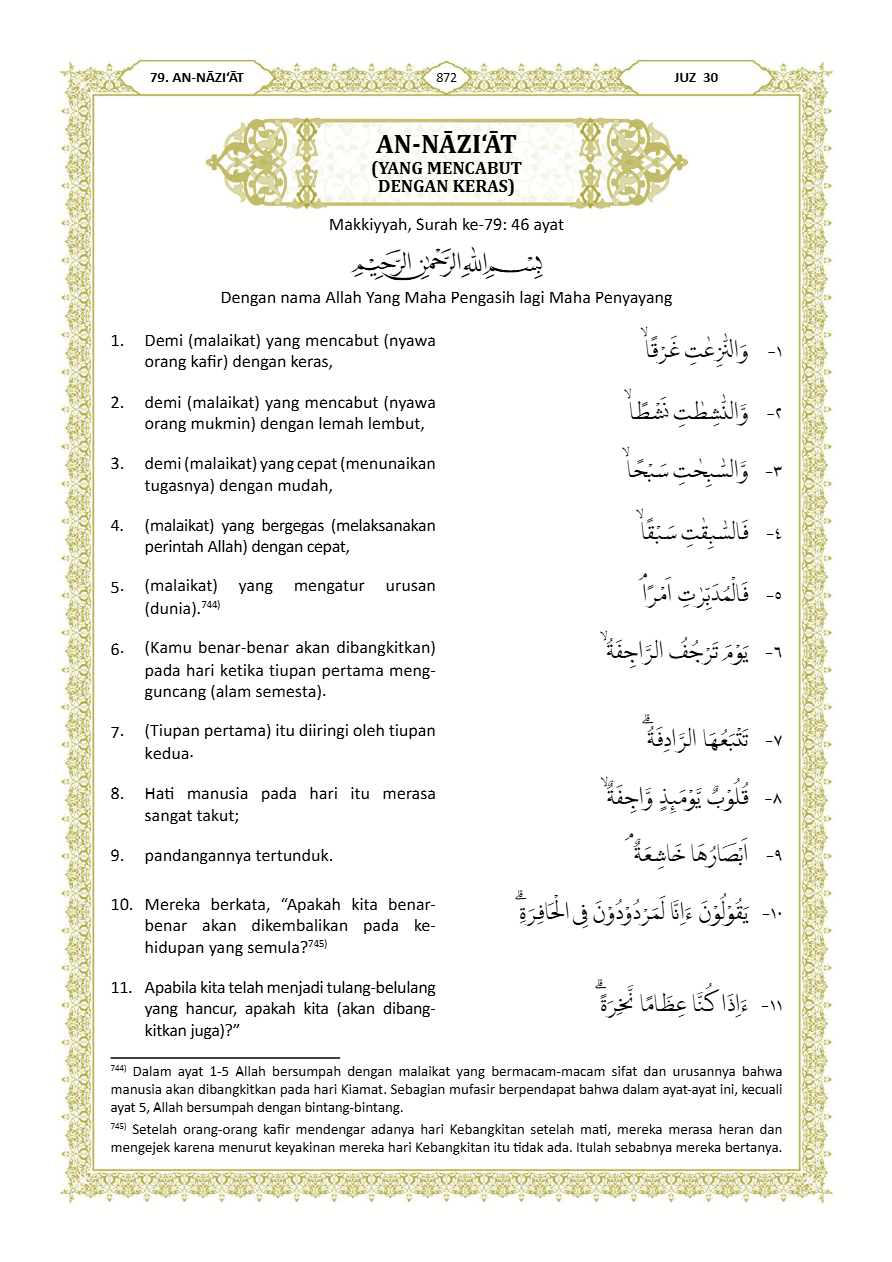 79. AN-NĀZI‘ĀT
872
JUZ 30
AN-NĀZI‘ĀT
(YANG MENCABUT
DENGAN KERAS)
Makkiyyah, Surah ke-79: 46 ayat
بِسْمِ اللّٰهِ الرَّحْمٰنِ الرَّحِيْمِ
Dengan nama Allah Yang Maha Pengasih lagi Maha Penyayang
1. Demi (malaikat) yang mencabut (nyawa
orang kafir) dengan keras,
وَالنّٰزِعٰتِ غَرْقًاۙ ١-
2. demi (malaikat) yang mencabut (nyawa
orang mukmin) dengan lemah lembut,
وَّالنّٰشِطٰتِ نَشْطًاۙ ٢-
3. demi (malaikat) yang cepat (menunaikan
tugasnya) dengan mudah,
وَّالسّٰبِحٰتِ سَبْحًاۙ ٣-
4. (malaikat) yang bergegas (melaksanakan
perintah Allah) dengan cepat,
فَالسّٰبِقٰتِ سَبْقًاۙ ٤-
5. (malaikat) yang mengatur urusan
(dunia).744)
فَالْمُدَبِّرٰتِ اَمْرًاۘ ٥-
6. (Kamu benar-benar akan dibangkitkan)
pada hari ketika tiupan pertama meng-
guncang (alam semesta).
يَوْمَ تَرْجُفُ الرَّاجِفَةُۙ ٦-
7. (Tiupan pertama) itu diiringi oleh tiupan
kedua.
تَتْبَعُهَا الرَّادِفَةُۗ ٧-
8. Hati manusia pada hari itu merasa
sangat takut;
قُلُوْبٌ يَّوْمَىِٕذٍ وَّاجِفَةٌۙ ٨-
9. pandangannya tertunduk.
اَبْصَارُهَا خَاشِعَةٌۘ ٩-
10. Mereka berkata, “Apakah kita benar-
benar akan dikembalikan pada ke-
hidupan yang semula?745)
يَقُوْلُوْنَ ءَاِنَّا لَمَرْدُوْدُوْنَ فِى الْحَافِرَةِۗ ١٠-
11. Apabila kita telah menjadi tulang-belulang
yang hancur, apakah kita (akan dibang-
kitkan juga)?”
ءَاِذَا كُنَّا عِظَامًا نَّخِرَةًۗ ١١-
744) Dalam ayat 1-5 Allah bersumpah dengan malaikat yang bermacam-macam sifat dan urusannya bahwa
manusia akan dibangkitkan pada hari Kiamat. Sebagian mufasir berpendapat bahwa dalam ayat-ayat ini, kecuali
ayat 5, Allah bersumpah dengan bintang-bintang.
745) Setelah orang-orang kafir mendengar adanya hari Kebangkitan setelah mati, mereka merasa heran dan
mengejek karena menurut keyakinan mereka hari Kebangkitan itu tidak ada. Itulah sebabnya mereka bertanya.